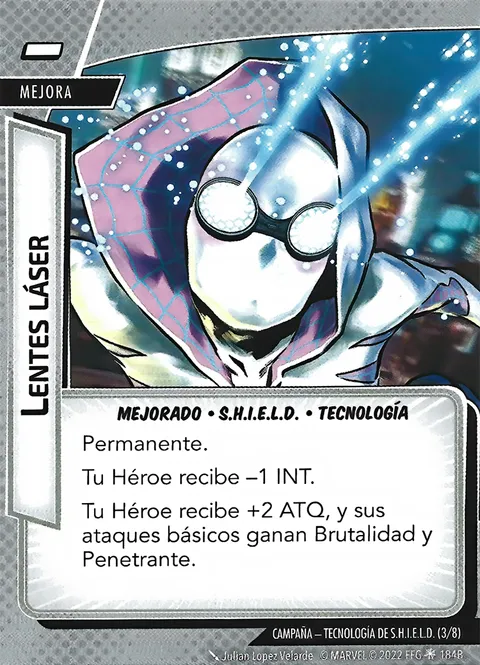 MEJORA
LENTES LÁSER
MEJORADO • S.H.I.E.L.D. • TECNOLOGÍA
Permanente.
Tu Héroe recibe –1 INT.
Tu Héroe recibe +2 ATQ, y sus
ataques básicos ganan Brutalidad y
Penetrante.
CAMPAÑA – TECNOLOGÍA DE S.H.I.E.L.D. (3/8)
Julian Lopez Velarde © MARVEL © 2022 FFG 184B